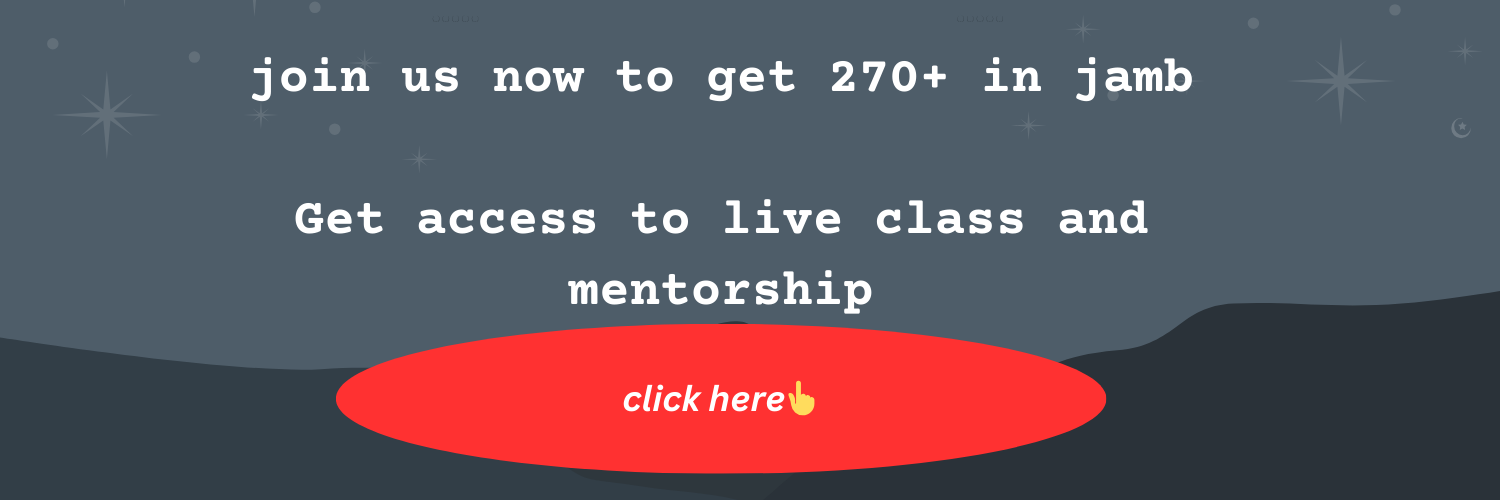 join us now to get 270+ in jamb
Get access to live class and
mentorship
click here👆